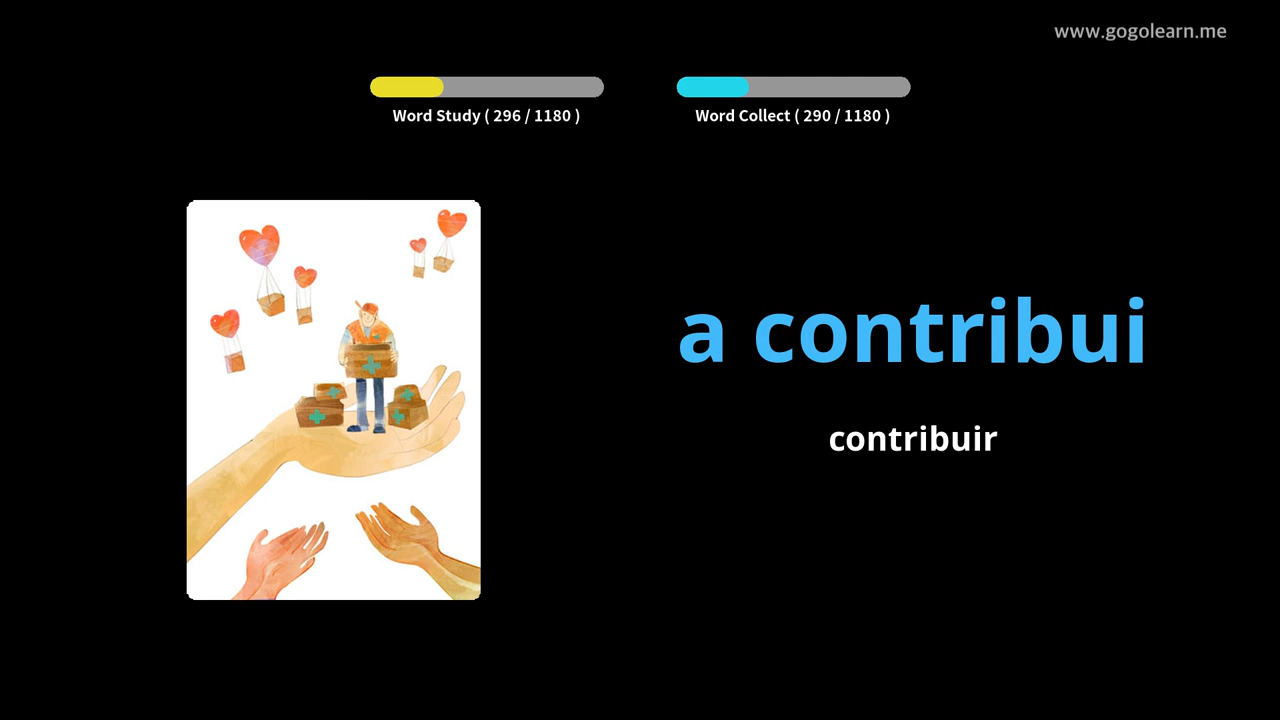 www.gogolearn.me
Word Study ( 296 / 1180 )
Word Collect ( 290 / 1180 )
a contribui
contribuir